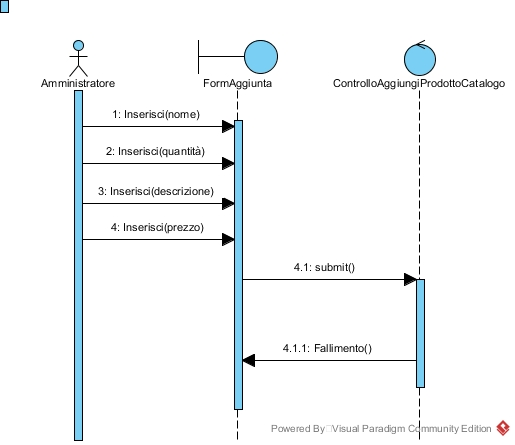 Amministratore
FormAggiunta
ControlloAggiungiProdottoCatalogo
1: Inserisci(nome)
2: Inserisci(quantità)
3: Inserisci(descrizione)
4: Inserisci(prezzo)
4.1: submit()
4.1.1: Fallimento()
Powered By Visual Paradigm Community Edition